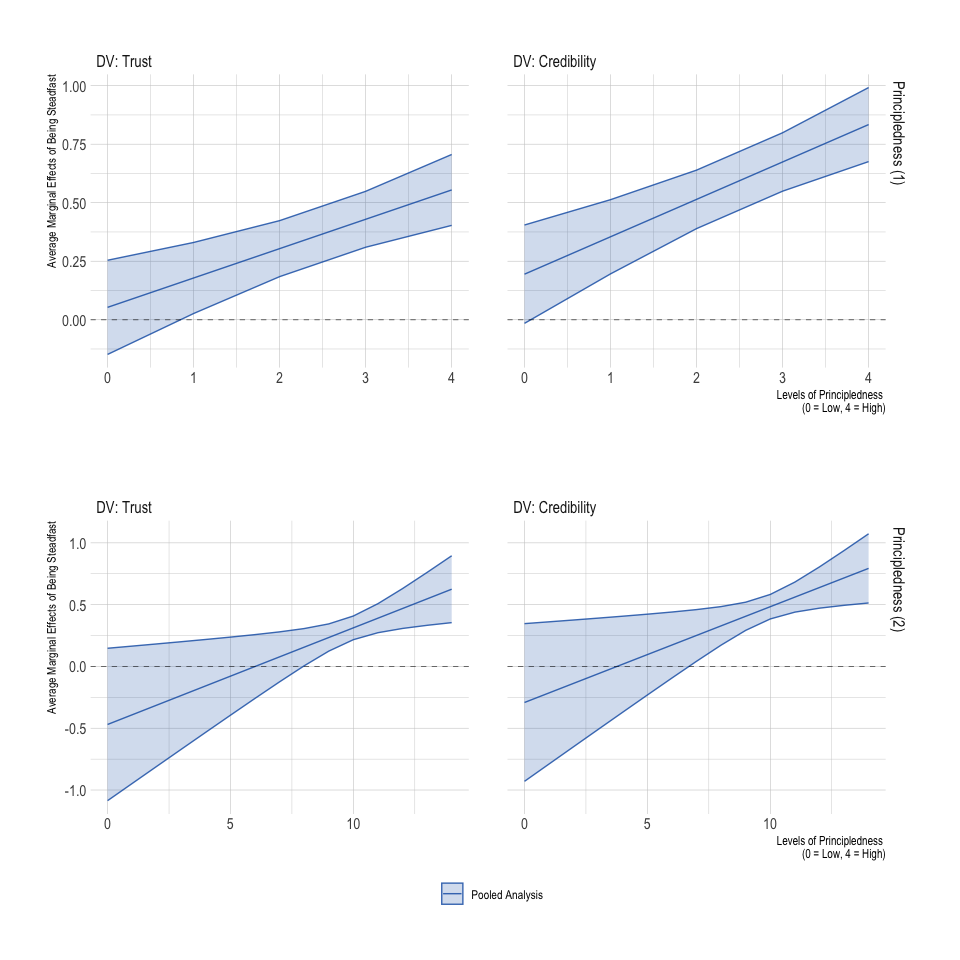 DV: Trust
DV: Credibility
Average Marginal Effects of Being Steadfast
1.00
0.75
0.50
0.25
0.00
Principledness (1)
0 1 2 3 4
0 1 2 3 4
Levels of Principledness
(0 = Low, 4 = High)
DV: Trust
DV: Credibility
Average Marginal Effects of Being Steadfast
1.0
0.5
0.0
-0.5
-1.0
Principledness (2)
0 5 10
0 5 10
Levels of Principledness
(0 = Low, 4 = High)
Pooled Analysis